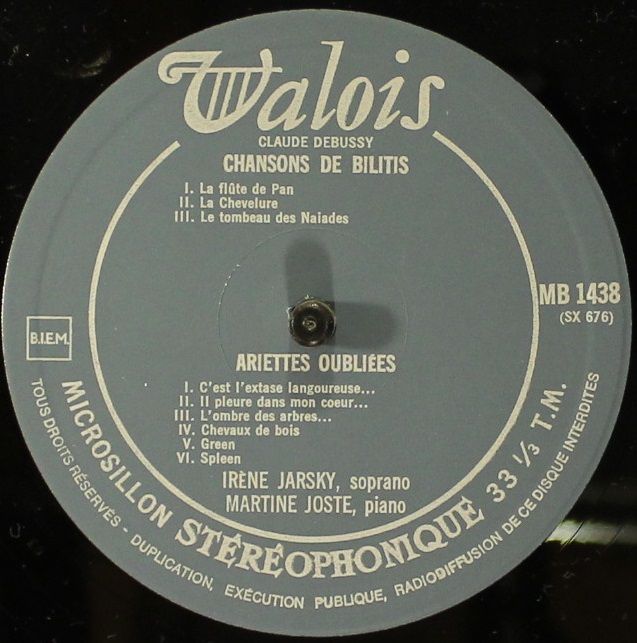 Valois
CLAUDE DEBUSSY
CHANSONS DE BILITIS
I. La flûte de Pan
II. La Chevelure
III. Le tombeau des Naiades
MB 1438
(SX 676)
B.I.E.M.
ARIETTES OUBLIÉES
I. C'est l'extase langoureuse...
II. Il pleure dans mon coeur...
III. L'ombre des arbres...
IV. Chevaux de bois
V. Green
VI. Spleen
IRÈNE JARSKY, soprano
MARTINE JOSTE, piano
MICROSILLON STÉRÉOPHONIQUE 33 1/3 T.M.
TOUS DROITS RÉSERVÉS - DUPLICATION, EXÉCUTION PUBLIQUE, RADIODIFFUSION DE CE DISQUE INTERDITES